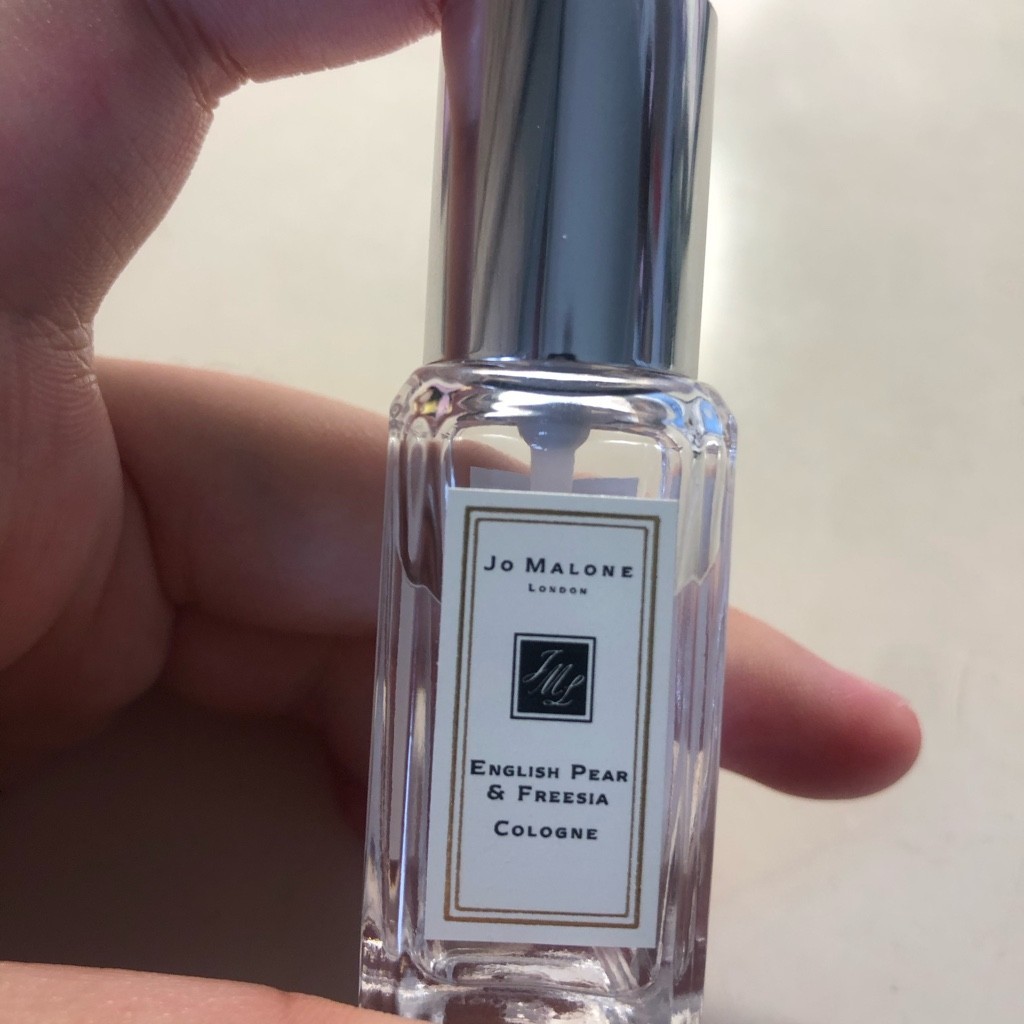 Jo Malone
London
JML
English Pear
& Freesia
Cologne